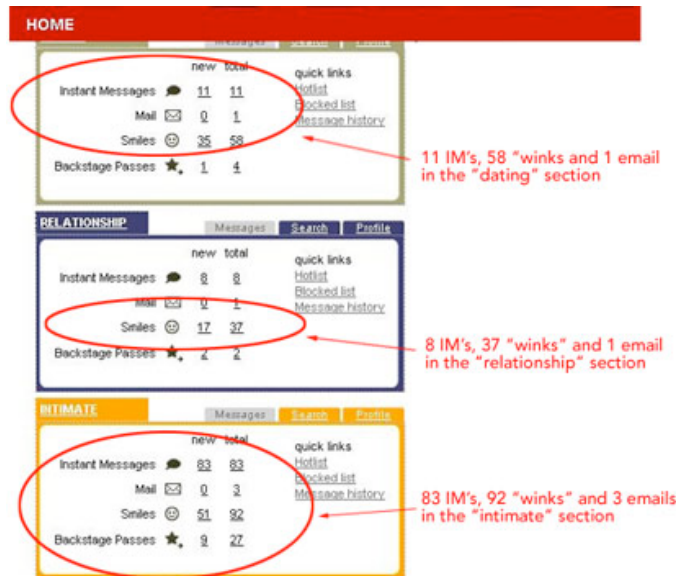 HOME
Messages Search Profile
new total
quick links
Instant Messages 11 11
Hotlist
Mail 0 1
Blocked list
Message history
Smiles 35 58
Backstage Passes 1 4
11 IM's, 58 "winks and 1 email
in the "dating" section
RELATIONSHIP
Messages Search Profile
new total
quick links
Instant Messages 8 8
Hotlist
Blocked list
Mail 0 1
Message history
Smiles 17 37
Backstage Passes 2 2
8 IM's, 37 "winks" and 1 email
in the "relationship" section
INTIMATE
Messages Search Profile
new total
quick links
Instant Messages 83 83
Hotlist
Blocked list
Mail 0 3
Message history
Smiles 51 92
Backstage Passes 9 27
83 IM's, 92 "winks" and 3 emails
in the "intimate" section